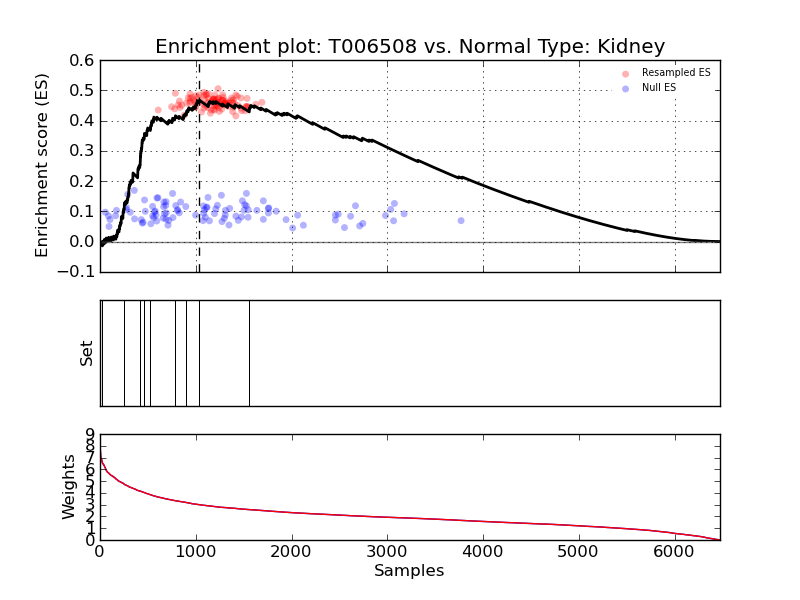 Enrichment plot: T006508 vs. Normal Type: Kidney
Enrichment score (ES)
0.6
0.5
0.4
0.3
0.2
0.1
0.0
−0.1
Resampled ES
Null ES
Set
Weights
9
8
7
6
5
4
3
2
1
0
0 1000 2000 3000 4000 5000 6000
Samples